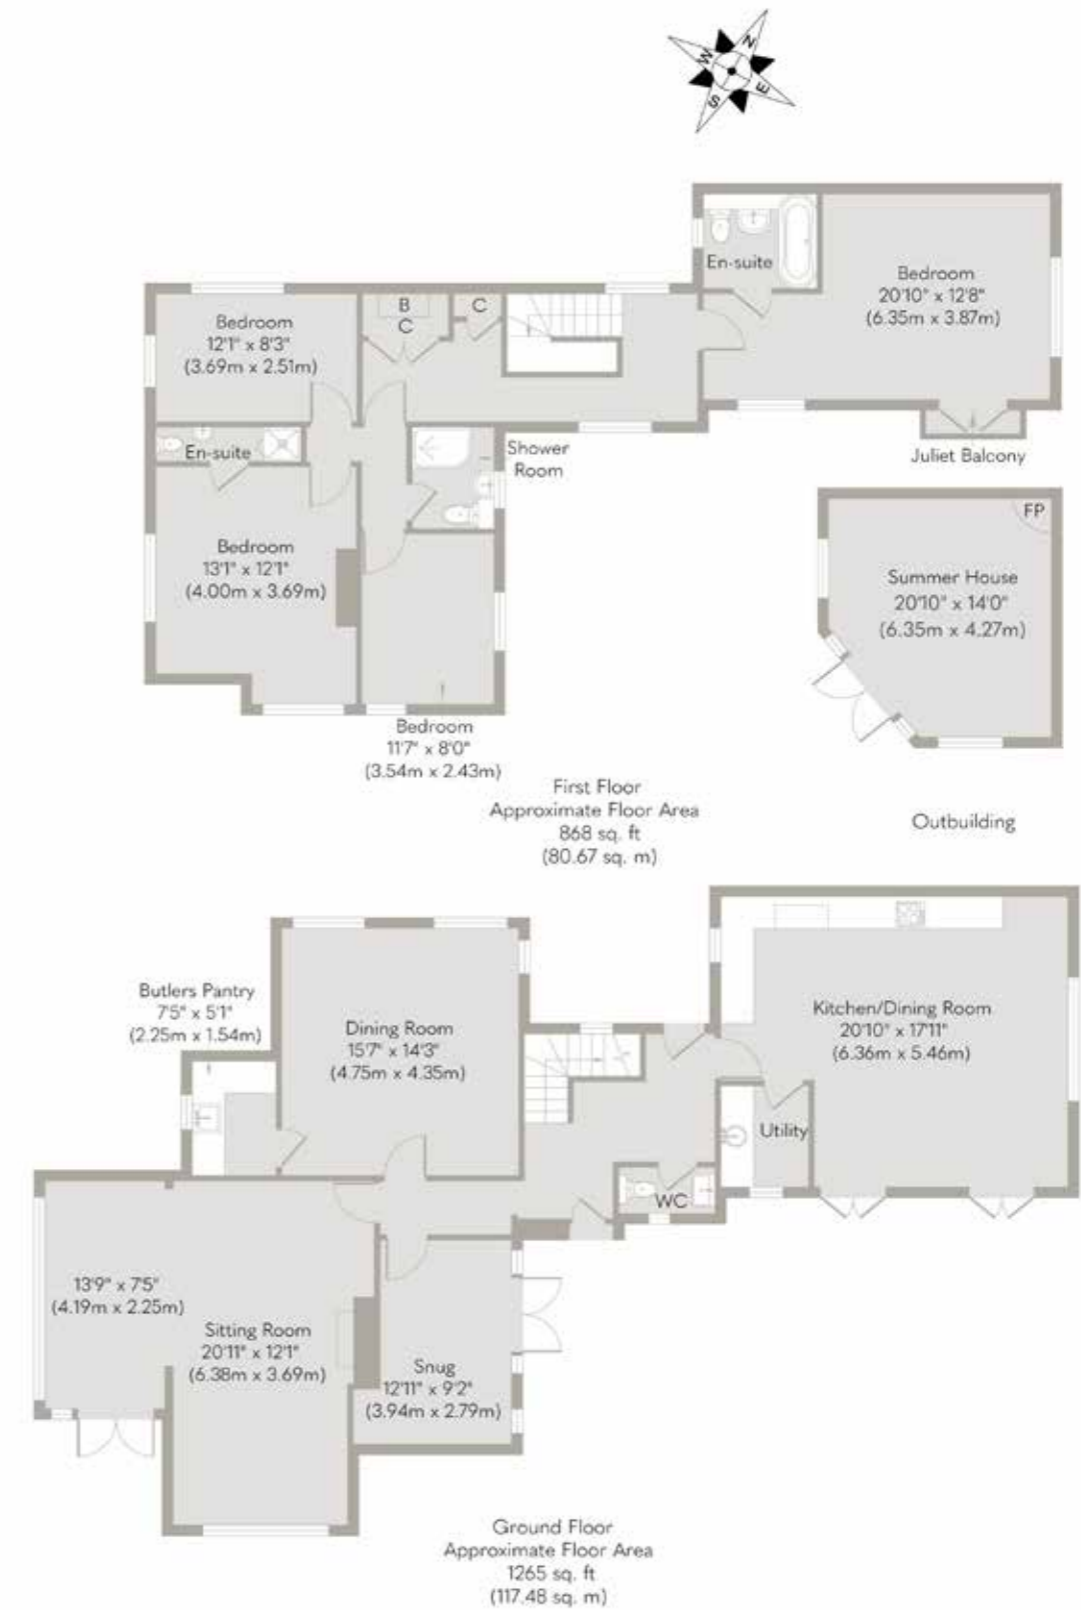 N
W
E
S
En-suite
Bedroom
20'10" x 12'8"
(6.35m x 3.87m)
Bedroom
12'1" x 8'3"
(3.69m x 2.51m)
B
C
C
En-suite
Shower
Room
Juliet Balcony
Bedroom
13'1" x 12'1"
(4.00m x 3.69m)
FP
Summer House
20'10" x 14'0"
(6.35m x 4.27m)
Bedroom
11'7" x 8'0"
(3.54m x 2.43m)
First Floor
Approximate Floor Area
868 sq. ft
(80.67 sq. m)
Outbuilding
Butlers Pantry
7'5" x 5'1"
(2.25m x 1.54m)
Dining Room
15'7" x 14'3"
(4.75m x 4.35m)
Kitchen/Dining Room
20'10" x 17'11"
(6.36m x 5.46m)
Utility
WC
13'9" x 7'5"
(4.19m x 2.25m)
Sitting Room
20'11" x 12'1"
(6.38m x 3.69m)
Snug
12'11" x 9'2"
(3.94m x 2.79m)
Ground Floor
Approximate Floor Area
1265 sq. ft
(117.48 sq. m)